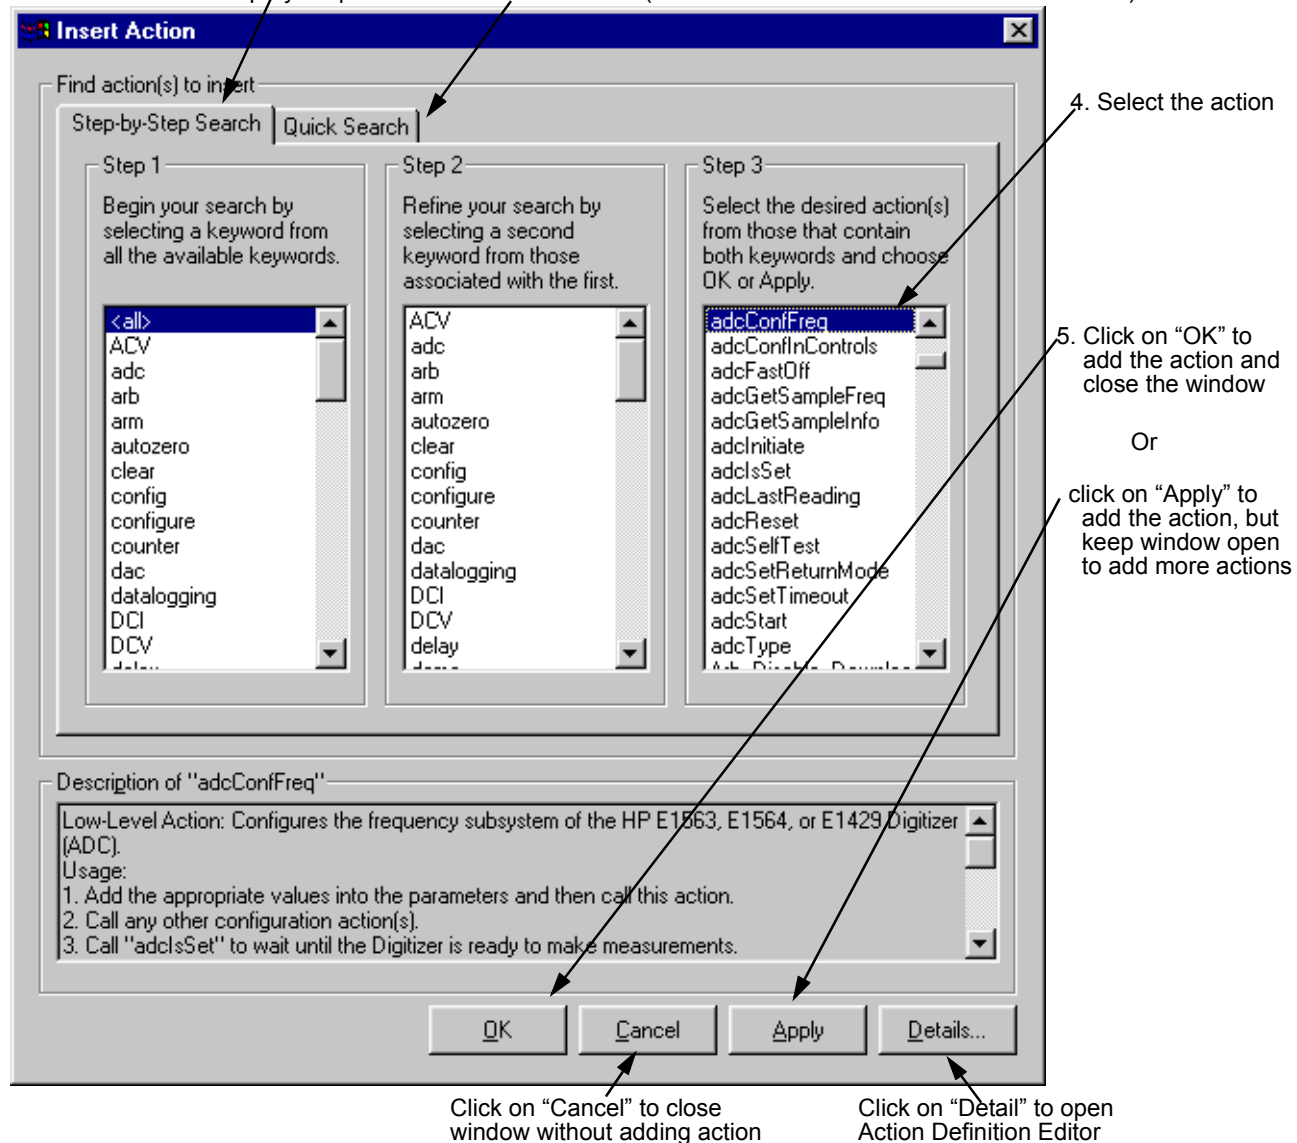 Insert Action
Find action(s) to insert
Step-by-Step Search
Quick Search
Step 1
Begin your search by
selecting a keyword from
all the available keywords.
<all>
ACV
adc
arb
arm
autozero
clear
config
configure
counter
dac
datalogging
DCI
DCV
Step 2
Refine your search by
selecting a second
keyword from those
associated with the first.
ACV
adc
arb
arm
autozero
clear
config
configure
counter
dac
datalogging
DCI
DCV
delay
Step 3
Select the desired action(s)
from those that contain
both keywords and choose
OK or Apply.
adcConfFreq
adcConfInControls
adcFastOff
adcGetSampleFreq
adcGetSampleInfo
adcInitiate
adcIsSet
adcLastReading
adcReset
adcSelfTest
adcSetReturnMode
adcSetTimeout
adcStart
adcType
4. Select the action
5. Click on “OK” to
add the action and
close the window
Or
click on “Apply” to
add the action, but
keep window open
to add more actions
Description of "adcConfFreq"
Low-Level Action: Configures the frequency subsystem of the HP E1563, E1564, or E1429 Digitizer
(ADC).
Usage:
1. Add the appropriate values into the parameters and then call this action.
2. Call any other configuration action(s).
3. Call "adcIsSet" to wait until the Digitizer is ready to make measurements.
OK
Cancel
Apply
Details...
Click on “Cancel” to close
window without adding action
Click on “Detail” to open
Action Definition Editor